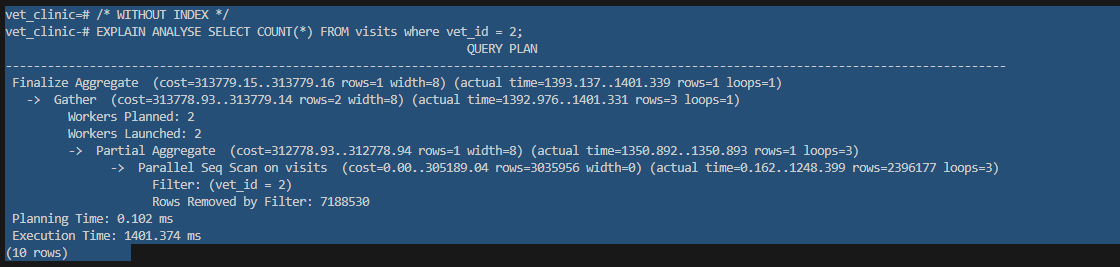 vet_clinic=# /* WITHOUT INDEX */
vet_clinic-# EXPLAIN ANALYSE SELECT COUNT(*) FROM visits where vet_id = 2;
QUERY PLAN
-----------------------------------------------------------------------------------------------------------------------------------------------
Finalize Aggregate  (cost=313779.15..313779.16 rows=1 width=8) (actual time=1393.137..1401.339 rows=1 loops=1)
  ->  Gather  (cost=313778.93..313779.14 rows=2 width=8) (actual time=1392.976..1401.331 rows=3 loops=1)
        Workers Planned: 2
        Workers Launched: 2
        ->  Partial Aggregate  (cost=312778.93..312778.94 rows=1 width=8) (actual time=1350.892..1350.893 rows=1 loops=3)
              ->  Parallel Seq Scan on visits  (cost=0.00..305189.04 rows=3035956 width=0) (actual time=0.162..1248.399 rows=2396177 loops=3)
                    Filter: (vet_id = 2)
                    Rows Removed by Filter: 7188530
Planning Time: 0.102 ms
Execution Time: 1401.374 ms
(10 rows)